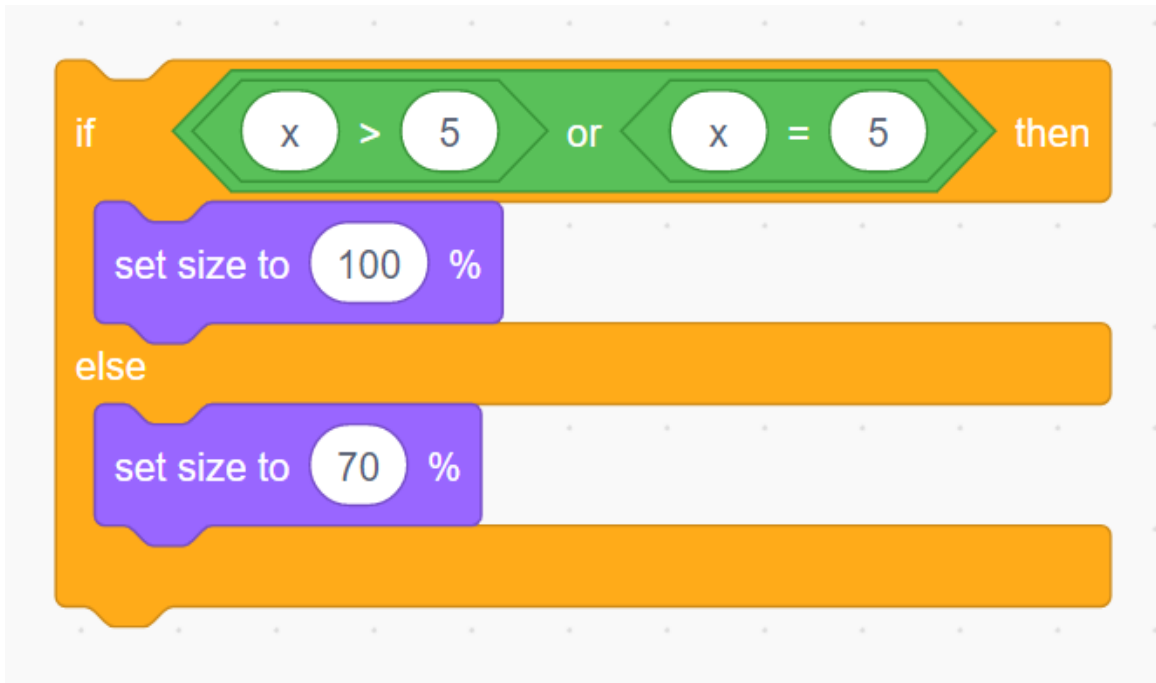 if x > 5 or x = 5 then
set size to 100 %
else
set size to 70 %